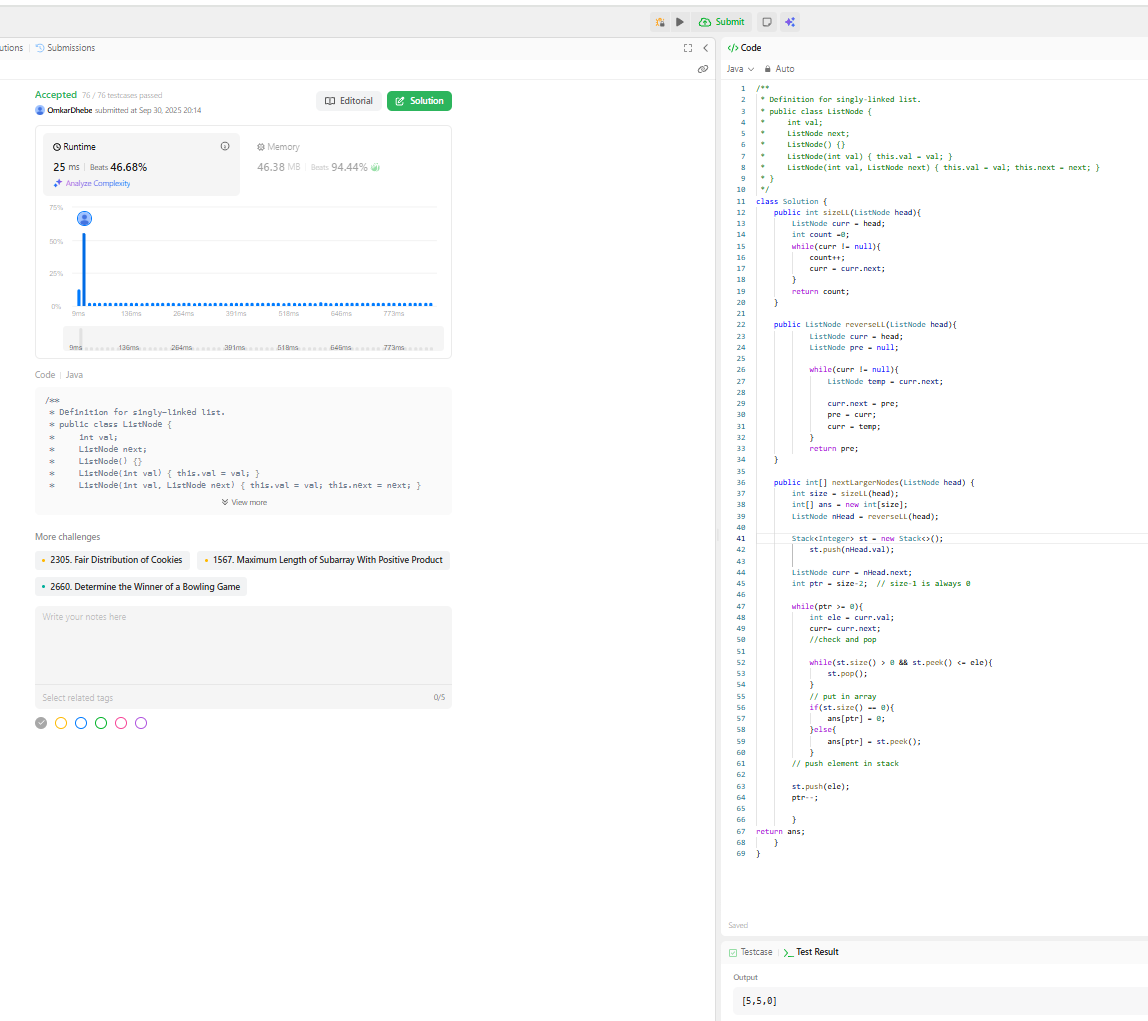 Submit
utions
Submissions
Accepted 76 / 76 testcases passed
OmkarDhebe submitted at Sep 30, 2025 20:14
Editorial
Solution
Runtime
25 ms Beats 46.68%
Analyze Complexity
Memory
46.38 MB Beats 94.44%
75%
50%
25%
0%
9ms 136ms 264ms 391ms 518ms 646ms 773ms
9ms 136ms 264ms 391ms 518ms 646ms 773ms
Code | Java
/**
 * Definition for singly-linked list.
 * public class ListNode {
 *     int val;
 *     ListNode next;
 *     ListNode() {}
 *     ListNode(int val) { this.val = val; }
 *     ListNode(int val, ListNode next) { this.val = val; this.next = next; }
View more
More challenges
2305. Fair Distribution of Cookies
1567. Maximum Length of Subarray With Positive Product
2660. Determine the Winner of a Bowling Game
Write your notes here
Select related tags
0/5
</> Code
Java
Auto
1 /**
2  * Definition for singly-linked list.
3  * public class ListNode {
4  *     int val;
5  *     ListNode next;
6  *     ListNode() {}
7  *     ListNode(int val) { this.val = val; }
8  *     ListNode(int val, ListNode next) { this.val = val; this.next = next; }
9  * }
10  */
11 class Solution {
12     public int sizeLL(ListNode head){
13         ListNode curr = head;
14         int count =0;
15         while(curr != null){
16             count++;
17             curr = curr.next;
18         }
19         return count;
20     }
21
22     public ListNode reverseLL(ListNode head){
23             ListNode curr = head;
24             ListNode pre = null;
25
26             while(curr != null){
27                 ListNode temp = curr.next;
28
29                 curr.next = pre;
30                 pre = curr;
31                 curr = temp;
32             }
33             return pre;
34     }
35
36     public int[] nextLargerNodes(ListNode head) {
37         int size = sizeLL(head);
38         int[] ans = new int[size];
39         ListNode nHead = reverseLL(head);
40
41         Stack<Integer> st = new Stack<>();
42             st.push(nHead.val);
43
44         ListNode curr = nHead.next;
45         int ptr = size-2;  // size-1 is always 0
46
47         while(ptr >= 0){
48             int ele = curr.val;
49             curr= curr.next;
50             //check and pop
51
52             while(st.size() > 0 && st.peek() <= ele){
53                 st.pop();
54             }
55             // put in array
56             if(st.size() == 0){
57                 ans[ptr] = 0;
58             }else{
59                 ans[ptr] = st.peek();
60             }
61         // push element in stack
62
63         st.push(ele);
64         ptr--;
65
66         }
67 return ans;
68     }
69 }
Saved
Testcase
Test Result
Output
[5,5,0]